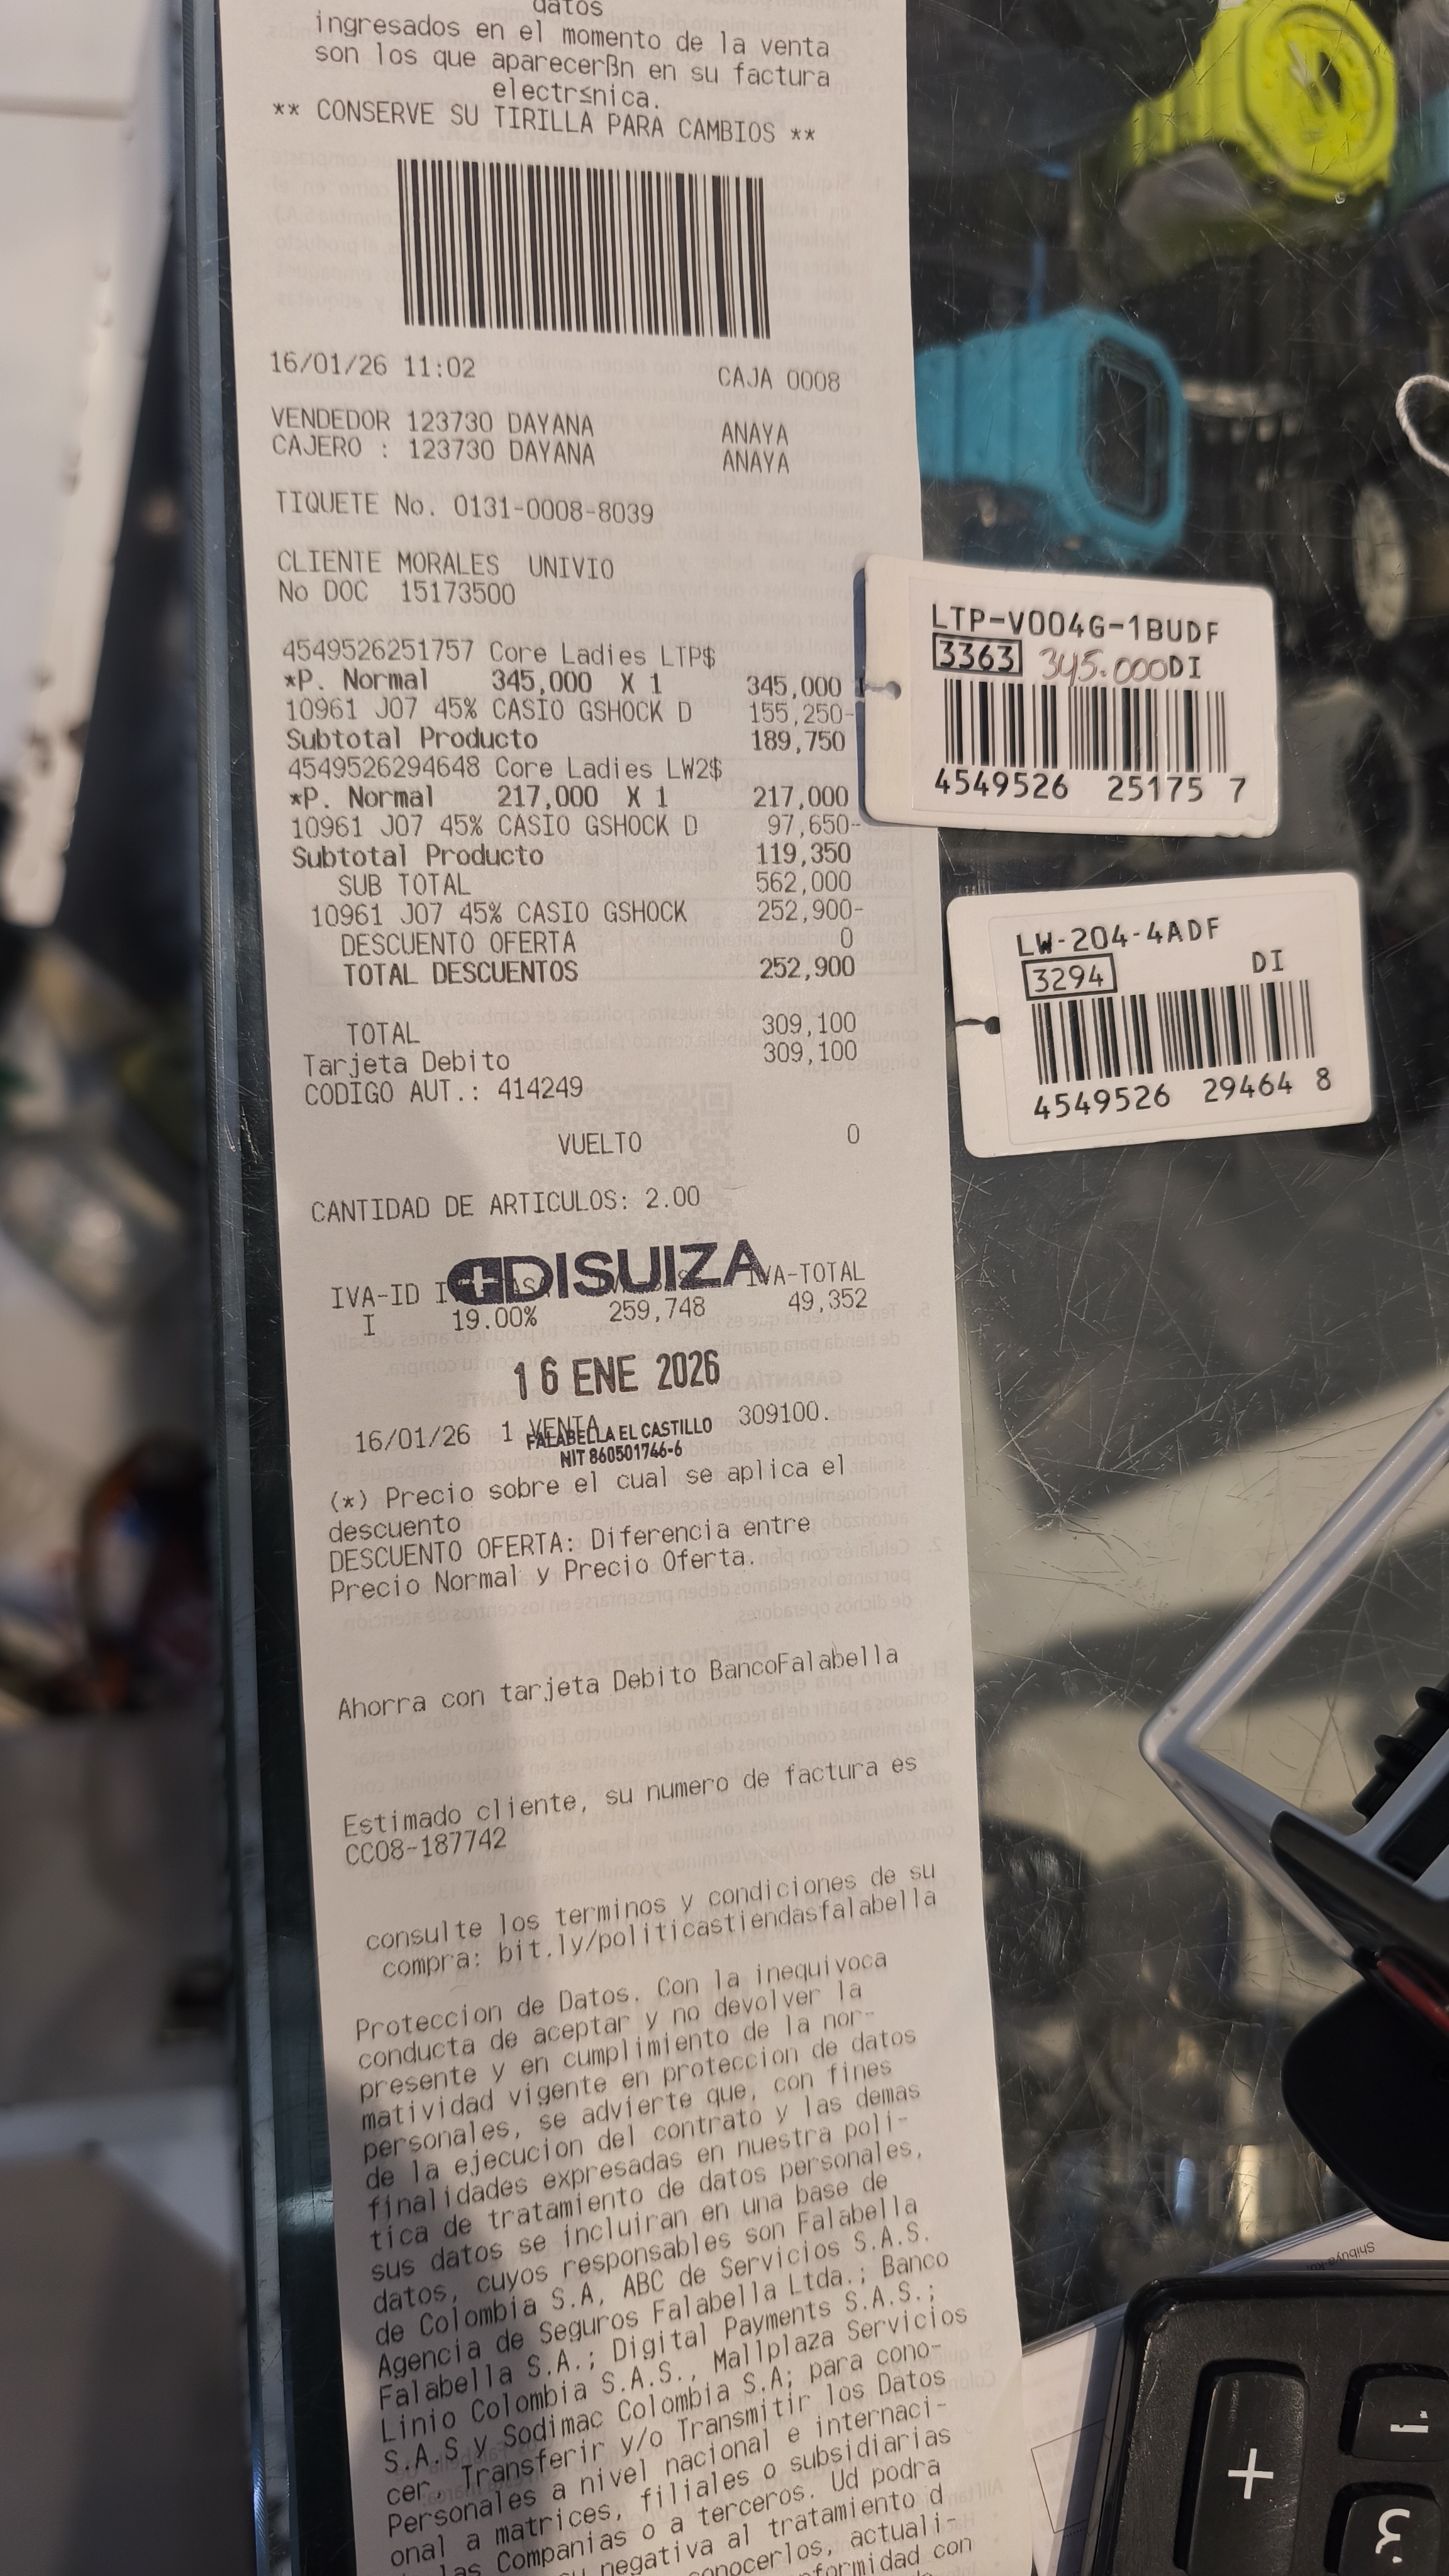 datos
ingresados en el momento de la venta
son los que aparecerßn en su factura
electr≤nica.
** CONSERVE SU TIRILLA PARA CAMBIOS **
16/01/26 11:02 CAJA 0008
VENDEDOR 123730 DAYANA ANAYA
CAJERO : 123730 DAYANA ANAYA
TIQUETE No. 0131-0008-8039
CLIENTE MORALES UNIVIO
No DOC 15173500
4549526251757 Core Ladies LTP$
*P. Normal 345,000 X 1 345,000
10961 J07 45% CASIO GSHOCK D 155,250-
Subtotal Producto 189,750
4549526294648 Core Ladies LW2$
*P. Normal 217,000 X 1 217,000
10961 J07 45% CASIO GSHOCK D 97,650-
Subtotal Producto 119,350
SUB TOTAL 562,000
10961 J07 45% CASIO GSHOCK 252,900-
DESCUENTO OFERTA 0
TOTAL DESCUENTOS 252,900
TOTAL 309,100
Tarjeta Debito 309,100
CODIGO AUT.: 414249
VUELTO 0
CANTIDAD DE ARTICULOS: 2.00
DISUIZA
IVA-ID IVA-TOTAL
I 19.00% 259,748 49,352
16 ENE 2026
16/01/26 1 VENTA 309100.
FALABELLA EL CASTILLO
NIT 860501746-6
(*) Precio sobre el cual se aplica el
descuento
DESCUENTO OFERTA: Diferencia entre
Precio Normal y Precio Oferta.
Ahorra con tarjeta Debito BancoFalabella
Estimado cliente, su numero de factura es
CC08-187742
consulte los terminos y condiciones de su
compra: bit.ly/politicastiendasfalabella
Proteccion de Datos. Con la inequivoca
conducta de aceptar y no devolver la
presente y en cumplimiento de la nor-
matividad vigente en proteccion de datos
personales, se advierte que, con fines
de la ejecucion del contrato y las demas
finalidades expresadas en nuestra poli-
tica de tratamiento de datos personales,
sus datos se incluiran en una base de
datos, cuyos responsables son Falabella
de Colombia S.A, ABC de Servicios S.A.S.
Agencia de Seguros Falabella Ltda.; Banco
Falabella S.A.; Digital Payments S.A.S.;
Linio Colombia S.A.S., Mallplaza Servicios
S.A.S y Sodimac Colombia S.A; para cono-
cer, Transferir y/o Transmitir los Datos
Personales a nivel nacional e internaci-
onal a matrices, filiales o subsidiarias
las Companias o a terceros. Ud podra
negativa al tratamiento d
conocerlos, actuali-
con
LTP-V004G-1BUDF
3363 345.000 DI
4549526 25175 7
LW-204-4ADF
3294 DI
4549526 29464 8
Shibuya-ku
+
3